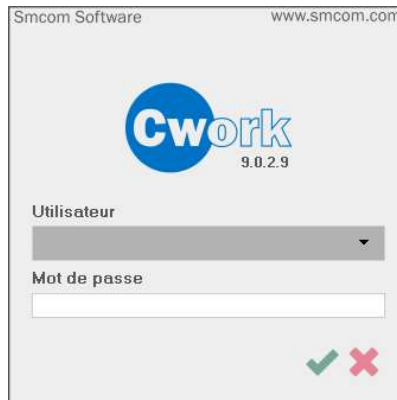 Smcom Software
www.smcom.com
Cwork
9.0.2.9
Utilisateur
Mot de passe